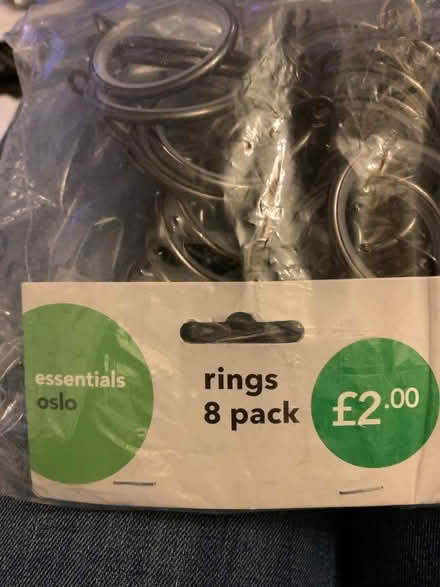 essentials
oslo
rings
8 pack
£2.00